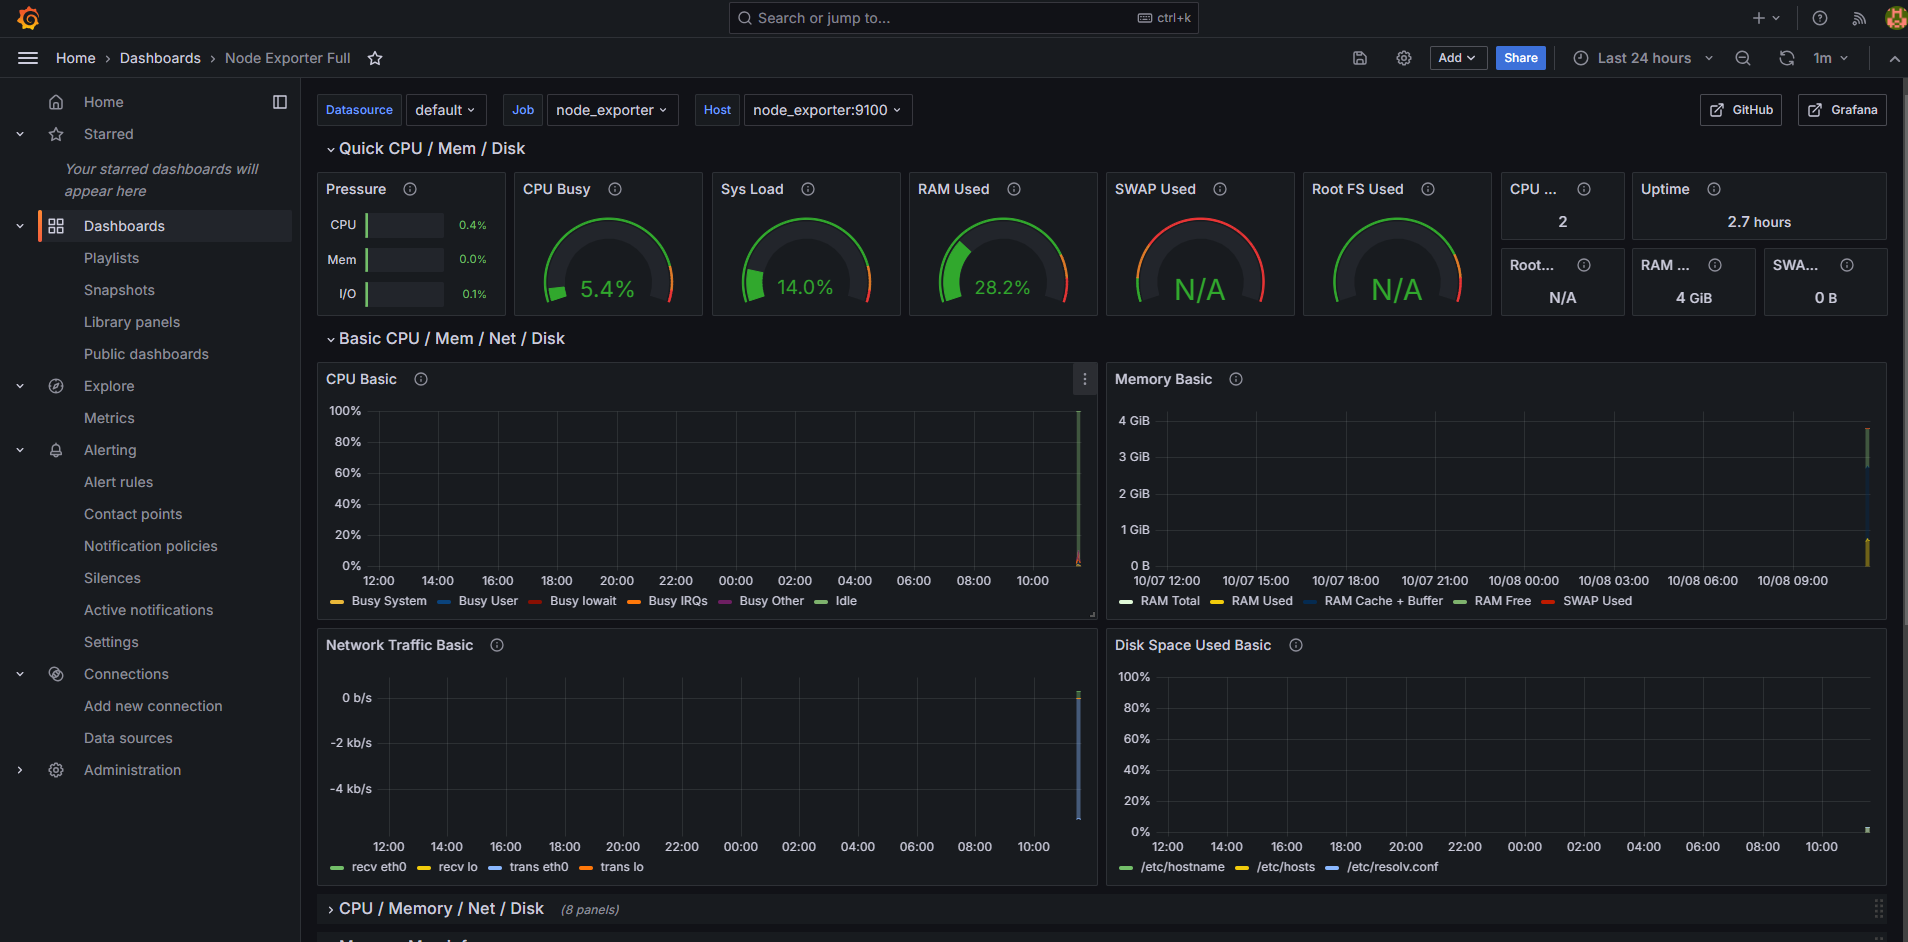 Search or jump to... ctrl+k
Home › Dashboards › Node Exporter Full
Add
Share
Last 24 hours
1m
Home
Starred
Your starred dashboards will
appear here
Dashboards
Playlists
Snapshots
Library panels
Public dashboards
Explore
Metrics
Alerting
Alert rules
Contact points
Notification policies
Silences
Active notifications
Settings
Connections
Add new connection
Data sources
Administration
Datasource default Job node_exporter Host node_exporter:9100 GitHub Grafana
Quick CPU / Mem / Disk
Pressure
CPU 0.4%
Mem 0.0%
I/O 0.1%
CPU Busy
5.4%
Sys Load
14.0%
RAM Used
28.2%
SWAP Used
N/A
Root FS Used
N/A
CPU ...
2
Uptime
2.7 hours
Root...
N/A
RAM ...
4 GiB
SWA...
0 B
Basic CPU / Mem / Net / Disk
CPU Basic
100%
80%
60%
40%
20%
0%
12:00 14:00 16:00 18:00 20:00 22:00 00:00 02:00 04:00 06:00 08:00 10:00
Busy System Busy User Busy Iowait Busy IRQs Busy Other Idle
Memory Basic
4 GiB
3 GiB
2 GiB
1 GiB
0 B
10/07 12:00 10/07 15:00 10/07 18:00 10/07 21:00 10/08 00:00 10/08 03:00 10/08 06:00 10/08 09:00
RAM Total RAM Used RAM Cache + Buffer RAM Free SWAP Used
Network Traffic Basic
0 b/s
-2 kb/s
-4 kb/s
12:00 14:00 16:00 18:00 20:00 22:00 00:00 02:00 04:00 06:00 08:00 10:00
recv eth0 recv lo trans eth0 trans lo
Disk Space Used Basic
100%
80%
60%
40%
20%
0%
12:00 14:00 16:00 18:00 20:00 22:00 00:00 02:00 04:00 06:00 08:00 10:00
/etc/hostname /etc/hosts /etc/resolv.conf
CPU / Memory / Net / Disk (8 panels)